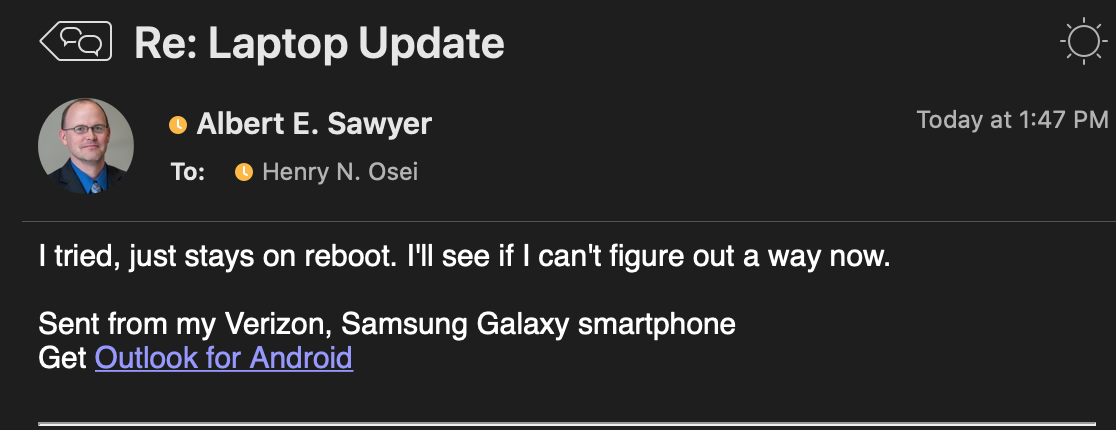 Re: Laptop Update
Albert E. Sawyer
Today at 1:47 PM
To: Henry N. Osei
I tried, just stays on reboot. I'll see if I can't figure out a way now.
Sent from my Verizon, Samsung Galaxy smartphone
Get Outlook for Android